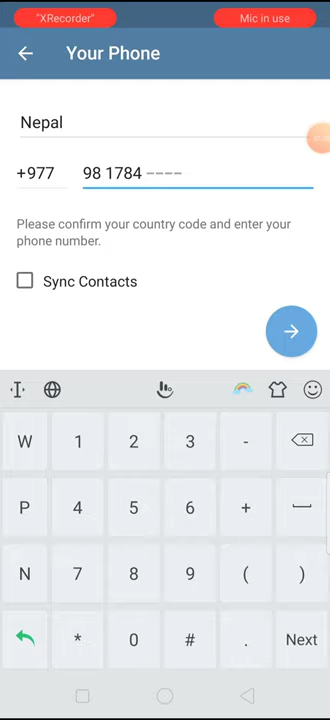 "XRecorder" Mic in use
Your Phone
Nepal
+977 98 1784 ----
Please confirm your country code and enter your
phone number.
Sync Contacts
W 1 2 3 -
P 4 5 6 +
N 7 8 9 ( )
* 0 # . Next